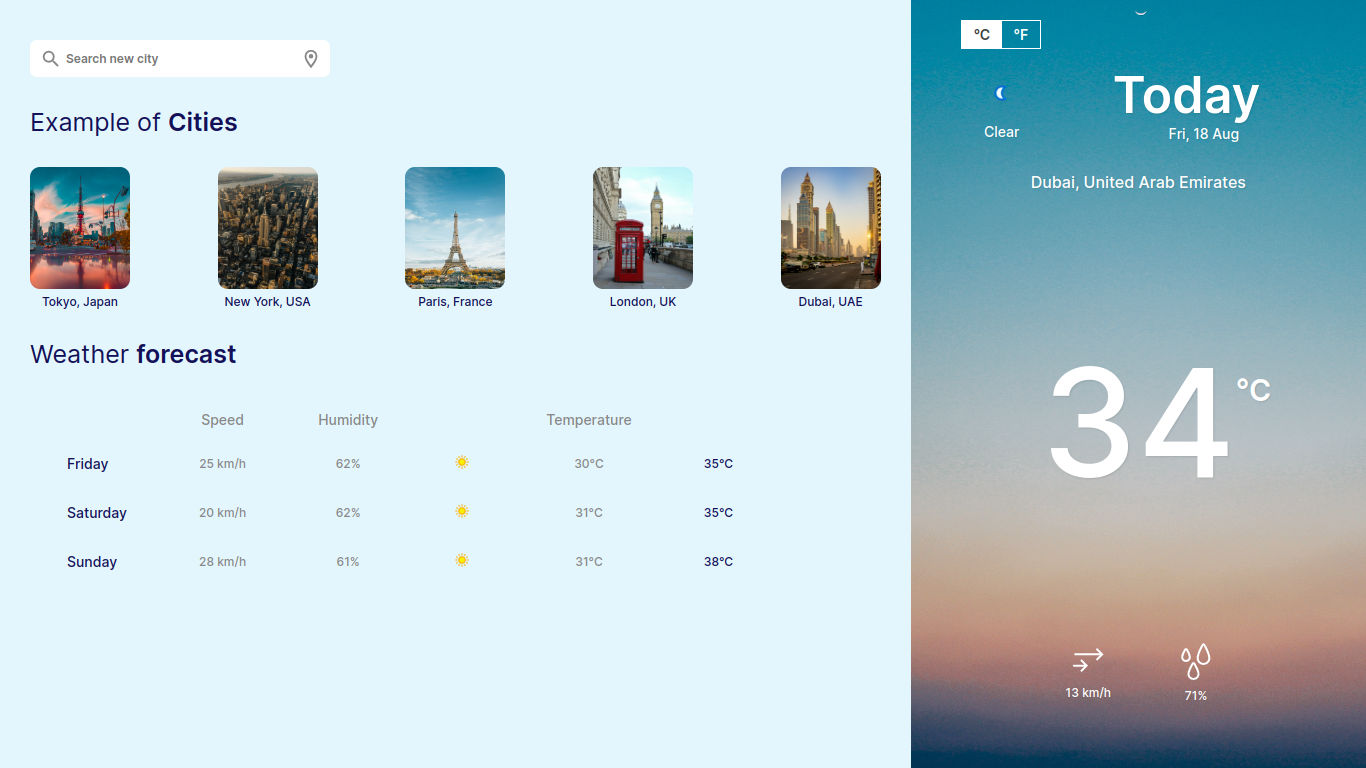 Search new city
Example of Cities
Tokyo, Japan
New York, USA
Paris, France
London, UK
Dubai, UAE
Weather forecast
Speed Humidity Temperature
Friday 25 km/h 62% 30°C 35°C
Saturday 20 km/h 62% 31°C 35°C
Sunday 28 km/h 61% 31°C 38°C
°C °F
Today
Clear
Fri, 18 Aug
Dubai, United Arab Emirates
34 °C
13 km/h
71%